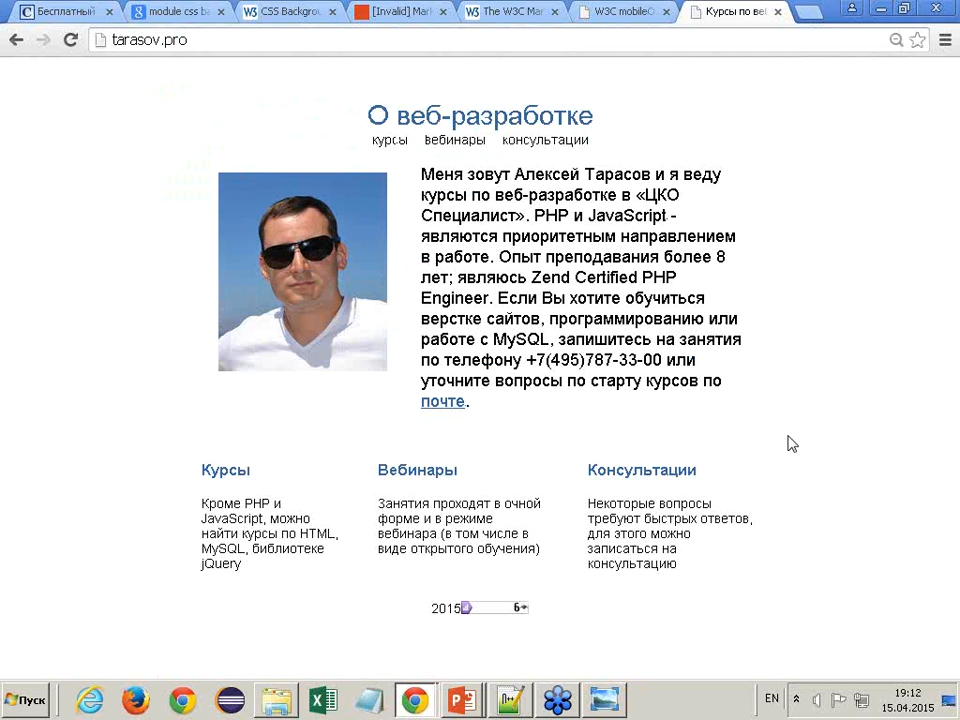 Бесплатный
module css ba
CSS Backgrou
[Invalid] Mark
The W3C Mar
W3C mobileO
Курсы по веб
tarasov.pro
О веб-разработке
курсы вебинары консультации
Меня зовут Алексей Тарасов и я веду
курсы по веб-разработке в «ЦКО
Специалист». PHP и JavaScript -
являются приоритетным направлением
в работе. Опыт преподавания более 8
лет; являюсь Zend Certified PHP
Engineer. Если Вы хотите обучиться
верстке сайтов, программированию или
работе с MySQL, запишитесь на занятия
по телефону +7(495)787-33-00 или
уточните вопросы по старту курсов по
почте.
Курсы
Кроме PHP и
JavaScript, можно
найти курсы по HTML,
MySQL, библиотеке
jQuery
Вебинары
Занятия проходят в очной
форме и в режиме
вебинара (в том числе в
виде открытого обучения)
Консультации
Некоторые вопросы
требуют быстрых ответов,
для этого можно
записаться на
консультацию
2015
Пуск
EN
19:12
15.04.2015